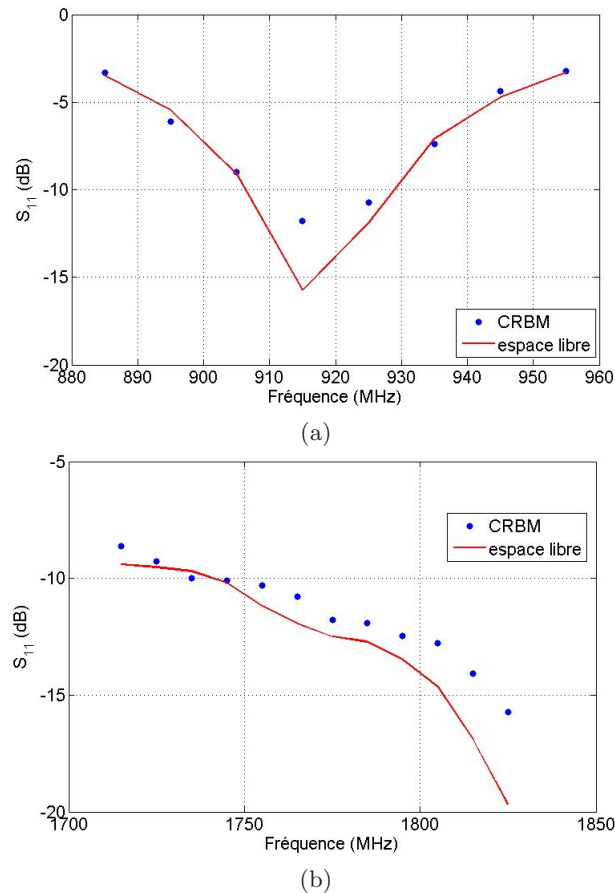 0
-5
-10
-15
-20
S11 (dB)
CRBM
espace libre
880 890 900 910 920 930 940 950 960
Fréquence (MHz)
(a)
-5
-10
-15
-20
S11 (dB)
CRBM
espace libre
1700 1750 1800 1850
Fréquence (MHz)
(b)